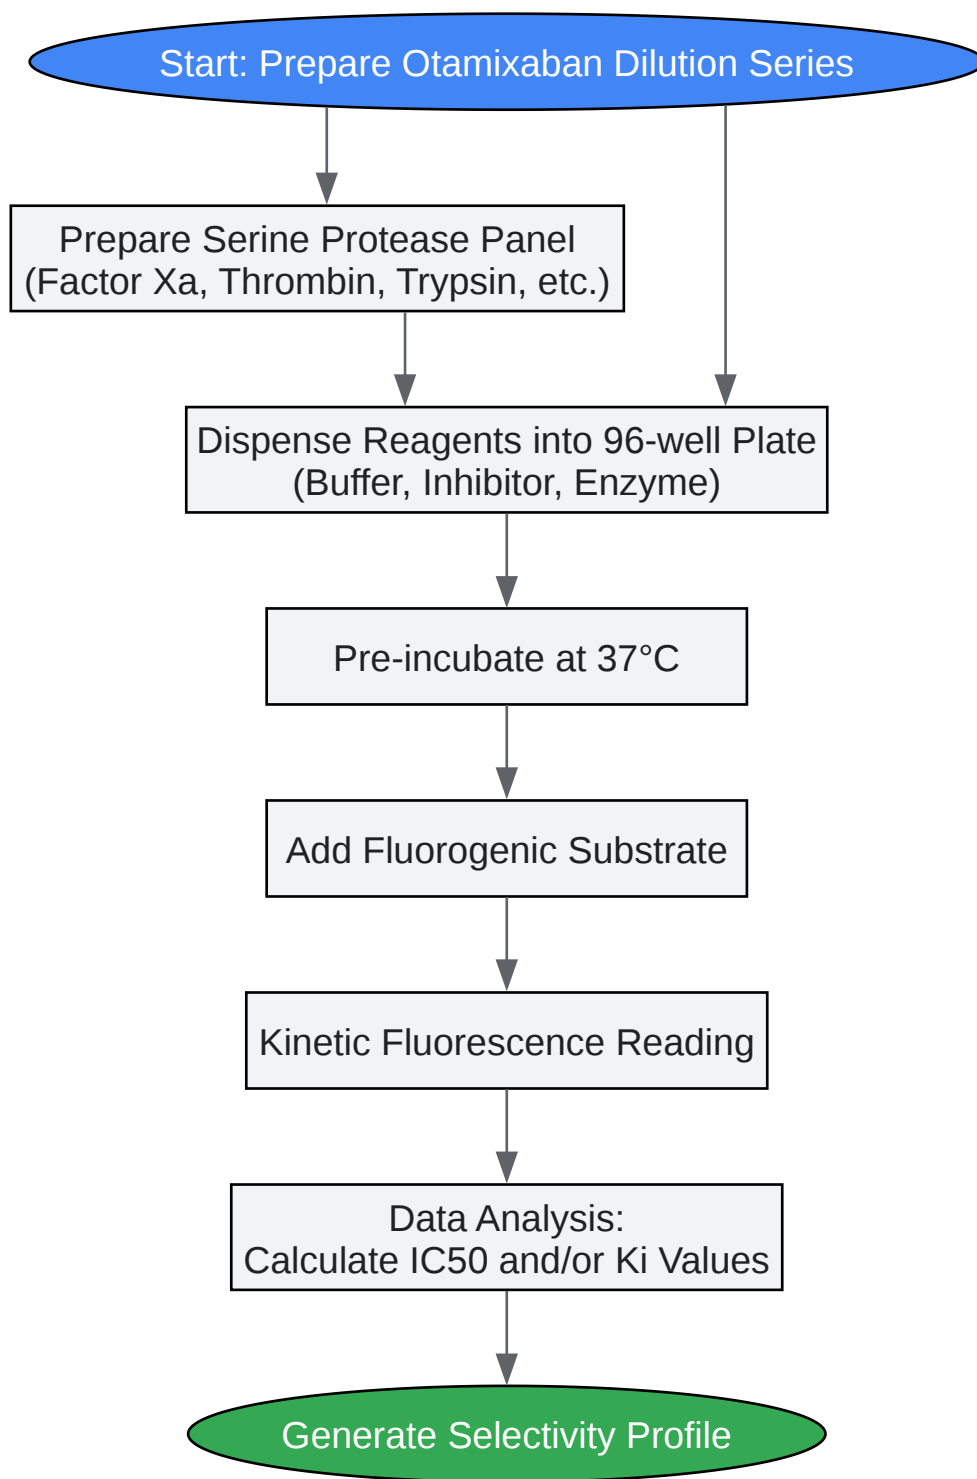 Start: Prepare Otamixaban Dilution Series
Prepare Serine Protease Panel
(Factor Xa, Thrombin, Trypsin, etc.)
Dispense Reagents into 96-well Plate
(Buffer, Inhibitor, Enzyme)
Pre-incubate at 37°C
Add Fluorogenic Substrate
Kinetic Fluorescence Reading
Data Analysis:
Calculate IC50 and/or Ki Values
Generate Selectivity Profile